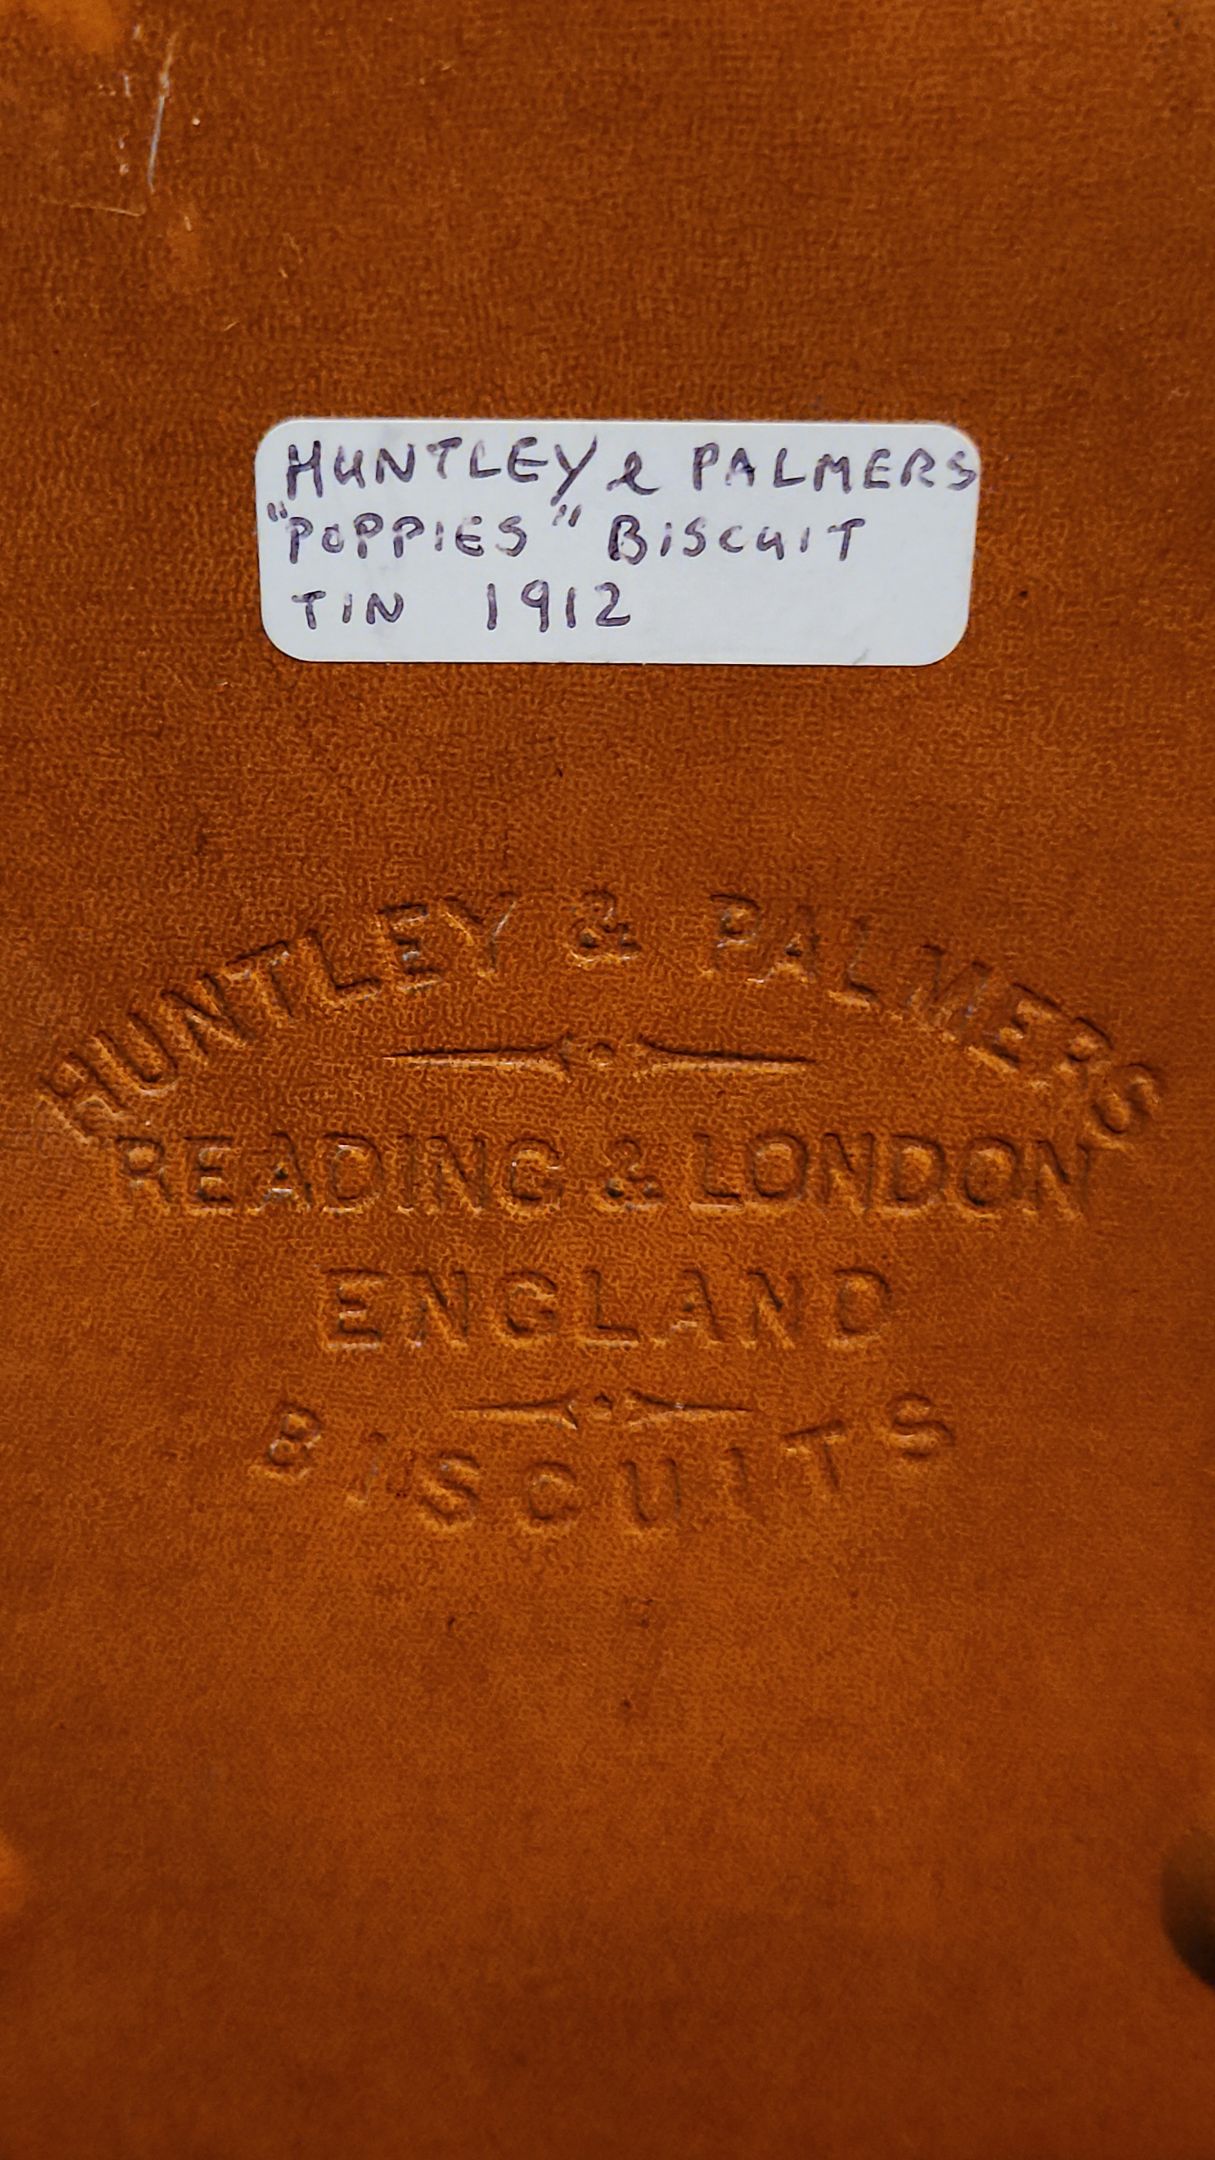 HUNTLEY & PALMERS
"POPPIES" BISCUIT
TIN 1912
HUNTLEY & PALMERS
READING & LONDON
ENGLAND
BISCUITS